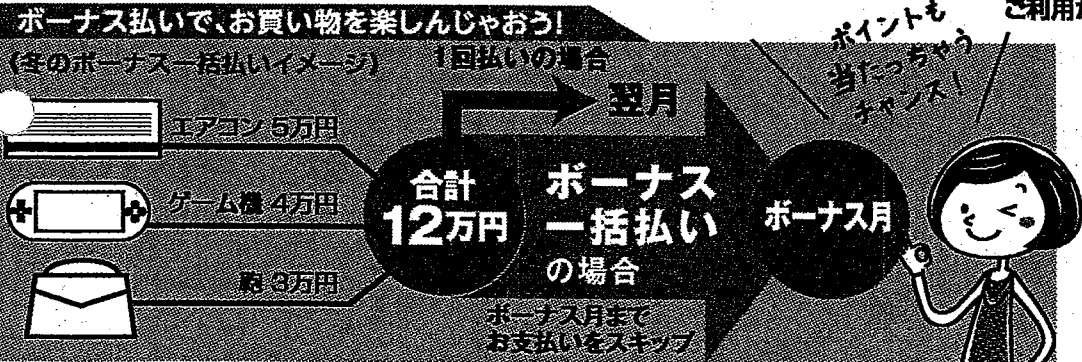 ボーナス払いで、お買い物を楽しんじゃおう!
ご利用
ポイントも
当たっちゃう
チャンス!
《冬のボーナス一括払いイメージ》
1回払いの場合
翌月
エアコン 5万円
ゲーム機 4万円
鞄 3万円
合計
12万円
ボーナス
一括払い
の場合
ボーナス月
ボーナス月まで
お支払いをスキップ